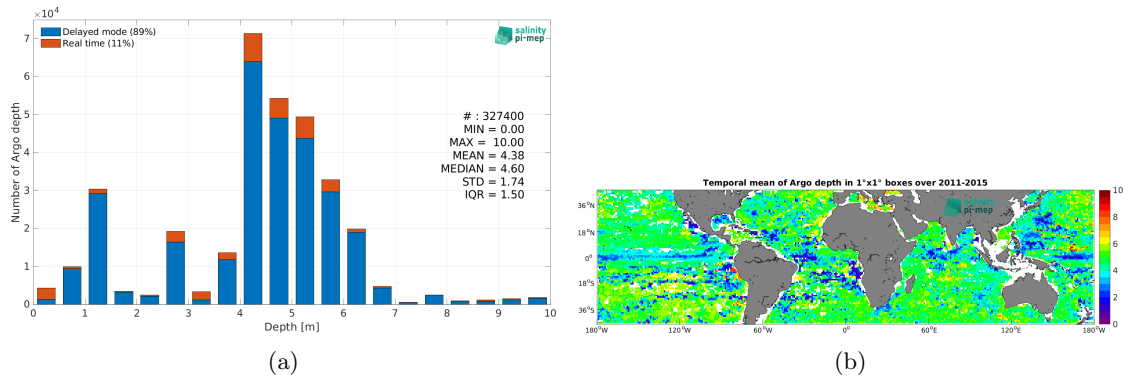 ×10⁴
Delayed mode (89%)
Real time (11%)
salinity
pi-mep
Number of Argo depth
7
6
5
4
3
2
1
0
# : 327400
MIN = 0.00
MAX = 10.00
MEAN = 4.38
MEDIAN = 4.60
STD = 1.74
IQR = 1.50
0 1 2 3 4 5 6 7 8 9 10
Depth [m]
(a)
Temporal mean of Argo depth in 1°x1° boxes over 2011-2015
salinity
pi-mep
36°N
18°N
0°
18°S
36°S
180°W 120°W 60°W 0° 60°E 120°E 180°W
10
8
6
4
2
0
(b)